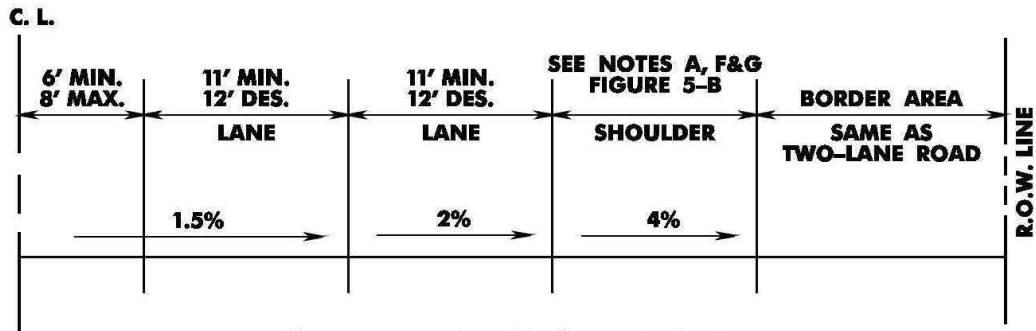 C. L.
6' MIN.
8' MAX.
11' MIN.
12' DES.
LANE
11' MIN.
12' DES.
LANE
SEE NOTES A, F&G
FIGURE 5–B
SHOULDER
BORDER AREA
SAME AS
TWO–LANE ROAD
R.O.W. LINE
1.5%
2%
4%